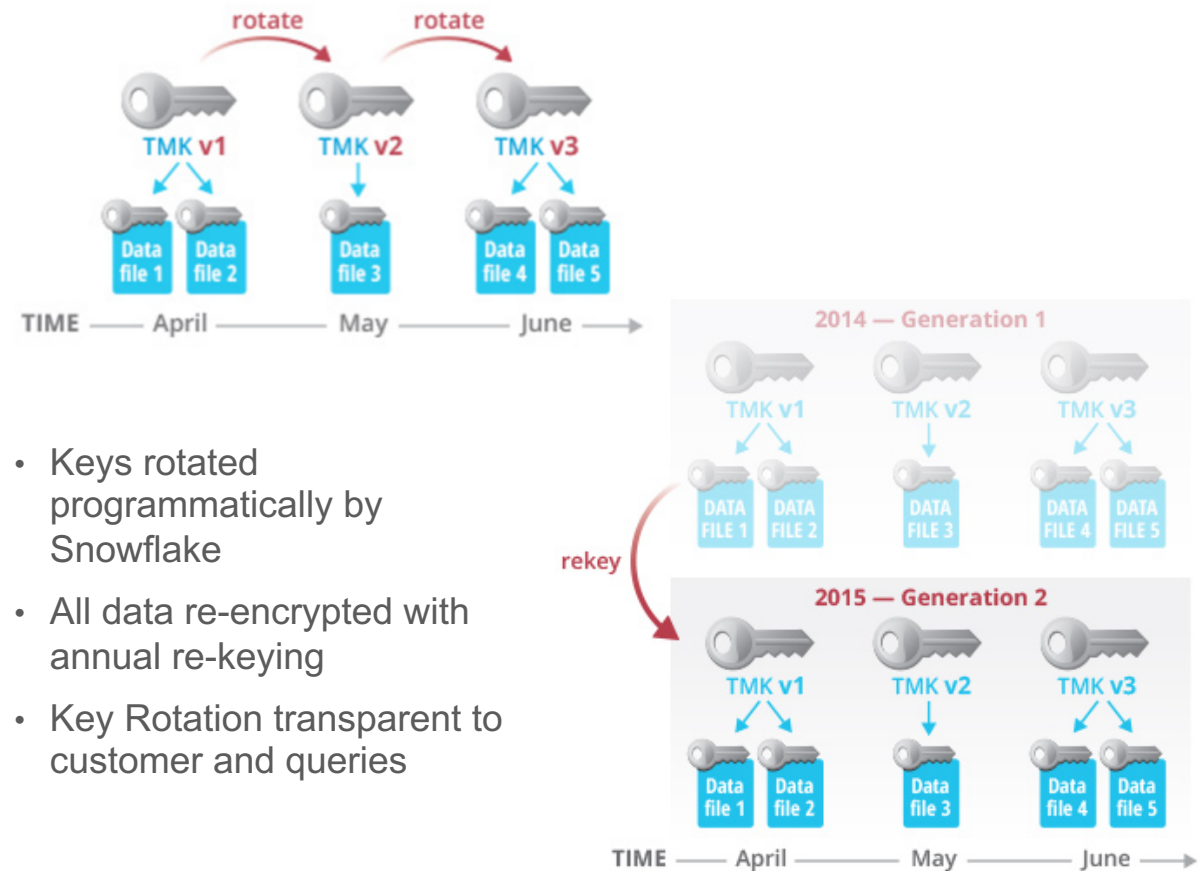 rotate rotate
TMK v1 TMK v2 TMK v3
Data file 1
Data file 2
Data file 3
Data file 4
Data file 5
TIME April May June
• Keys rotated
programmatically by
Snowflake
• All data re-encrypted with
annual re-keying
• Key Rotation transparent to
customer and queries
2014 — Generation 1
TMK v1 TMK v2 TMK v3
DATA FILE 1
DATA FILE 2
DATA FILE 3
DATA FILE 4
DATA FILE 5
rekey
2015 — Generation 2
TMK v1 TMK v2 TMK v3
Data file 1
Data file 2
Data file 3
Data file 4
Data file 5
TIME April May June